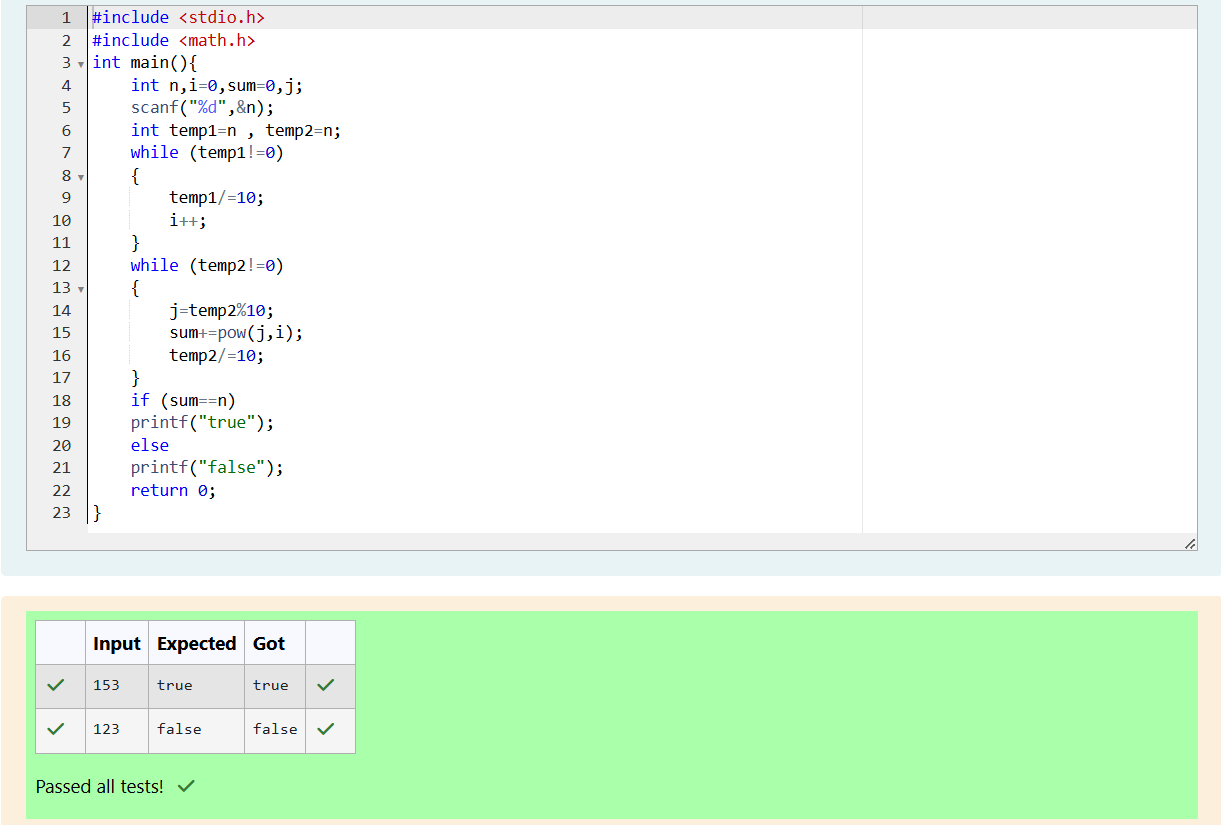 1 #include <stdio.h>
2 #include <math.h>
3 int main(){
4     int n,i=0,sum=0,j;
5     scanf("%d",&n);
6     int temp1=n , temp2=n;
7     while (temp1!=0)
8     {
9         temp1/=10;
10         i++;
11     }
12     while (temp2!=0)
13     {
14         j=temp2%10;
15         sum+=pow(j,i);
16         temp2/=10;
17     }
18     if (sum==n)
19     printf("true");
20     else
21     printf("false");
22     return 0;
23 }
Input Expected Got
153 true true
123 false false
Passed all tests!